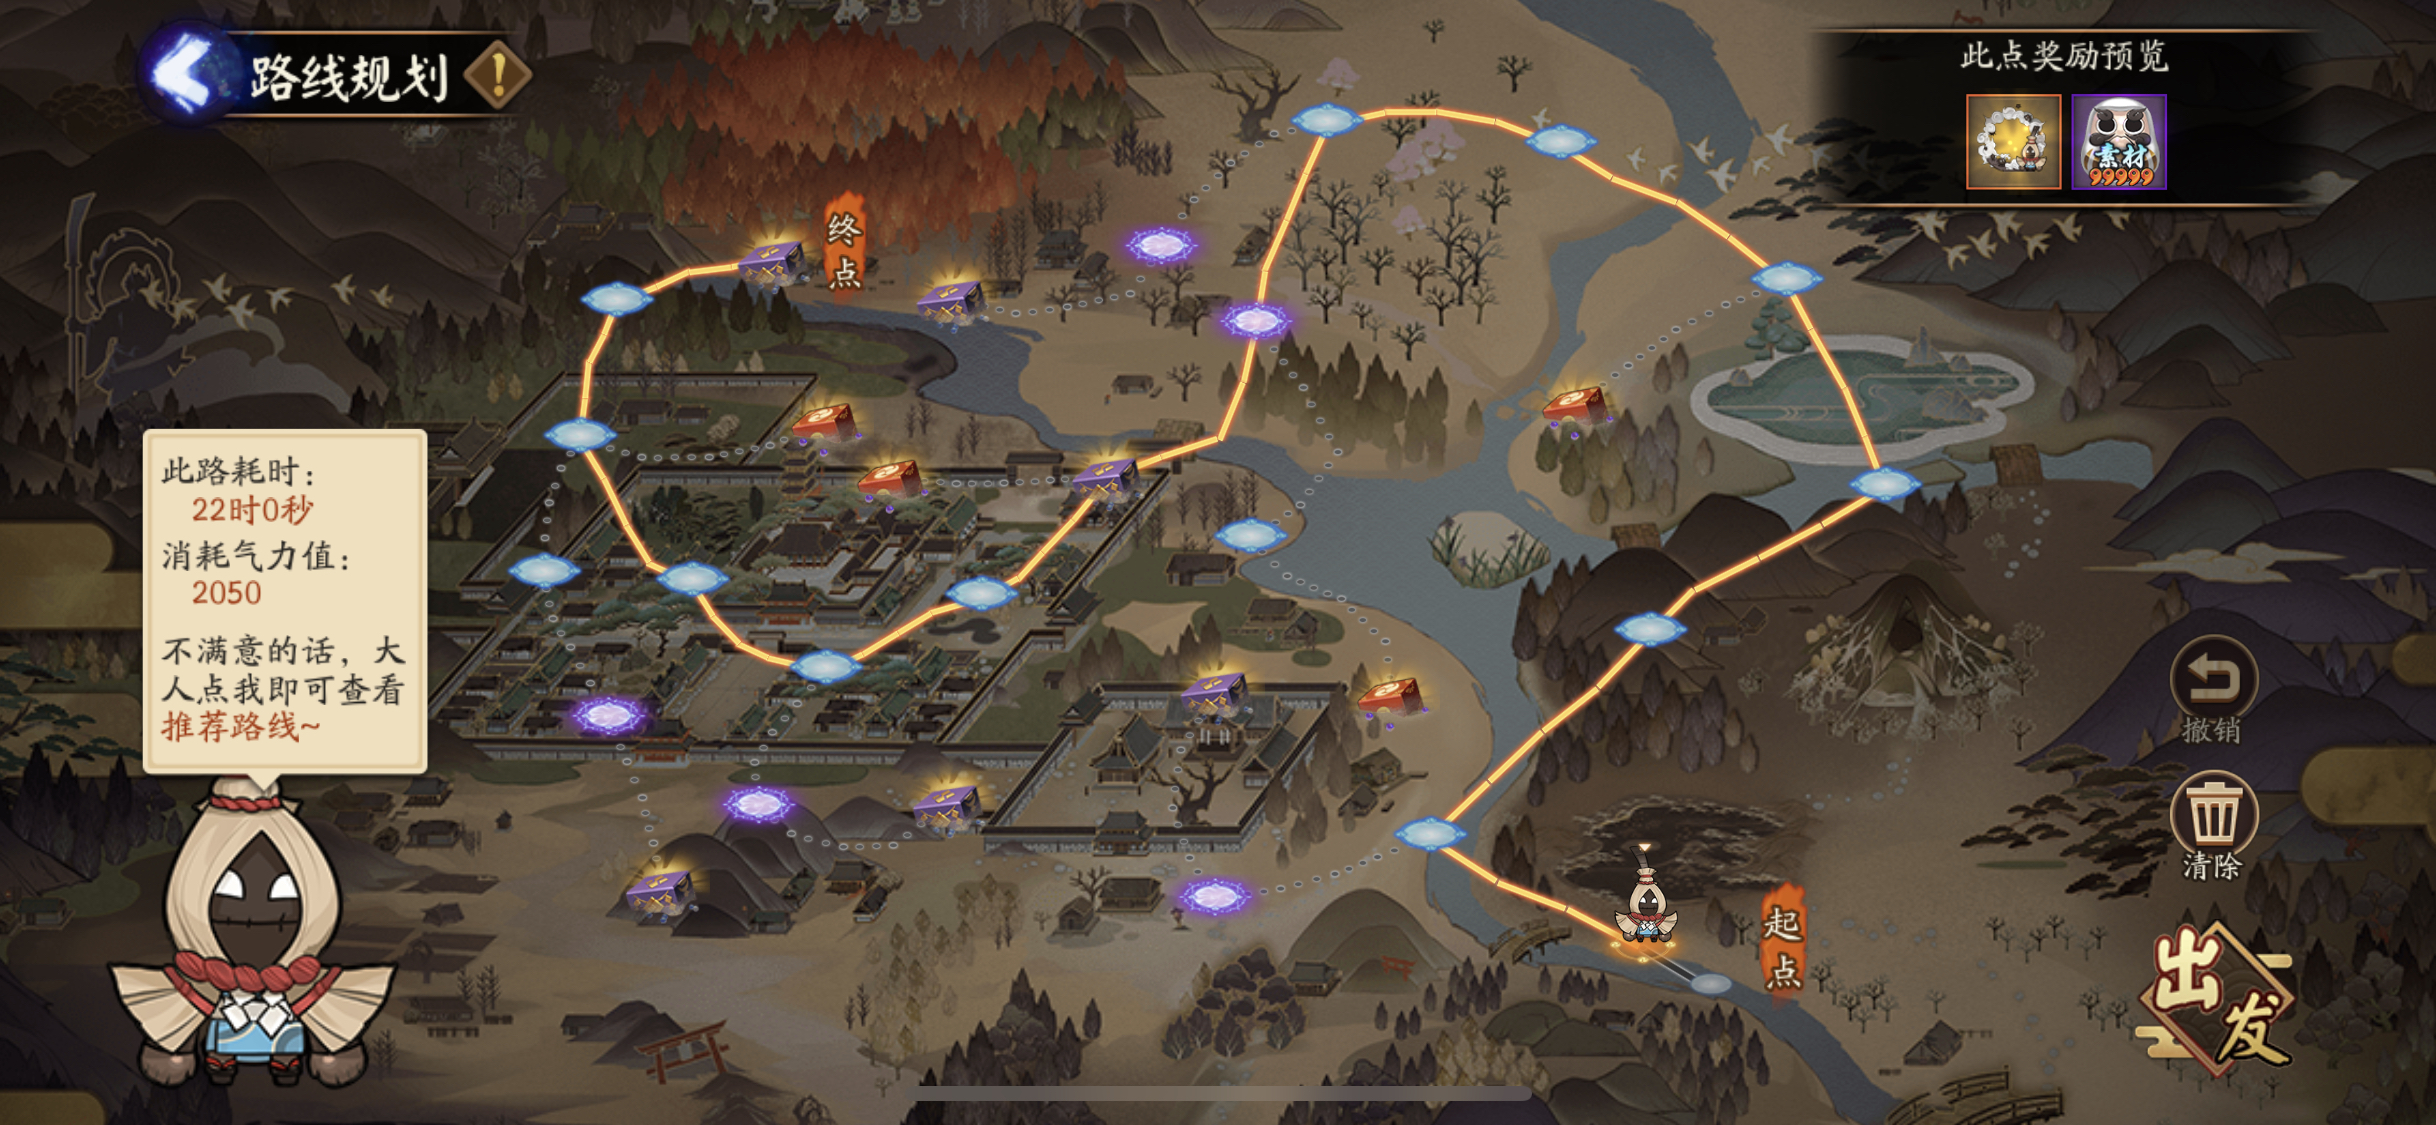 路线规划
!
此点奖励预览
素材
99999
终点
此路耗时：
22时0秒
消耗气力值：
2050
不满意的话，大
人点我即可查看
推荐路线~
撤销
清除
起点
出发